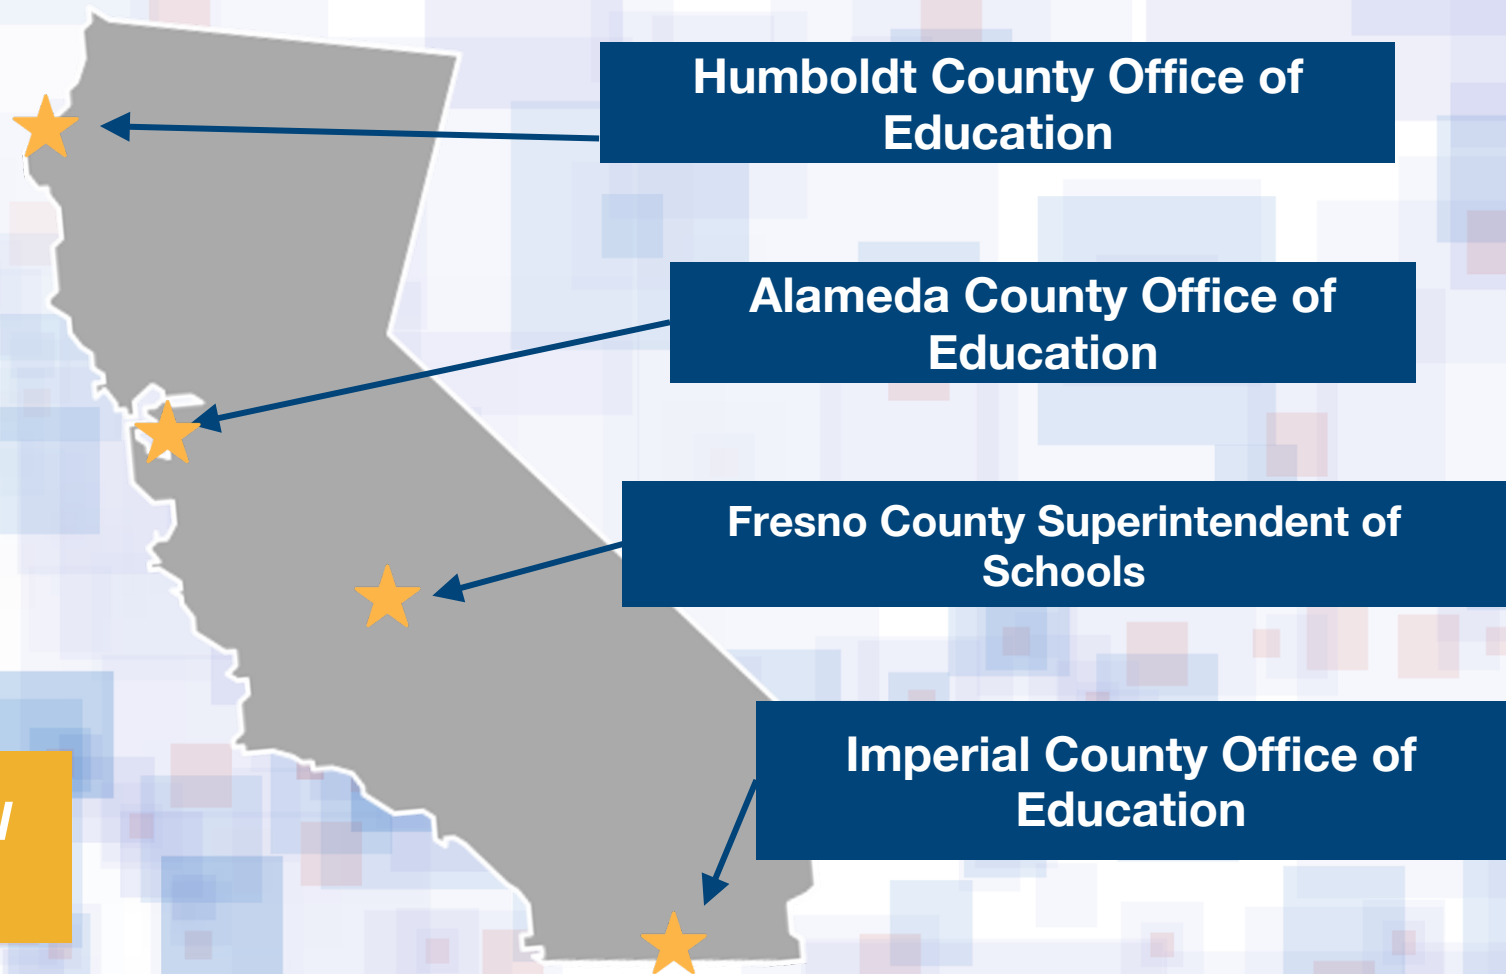 Humboldt County Office of
Education
Alameda County Office of
Education
Fresno County Superintendent of
Schools
Imperial County Office of
Education